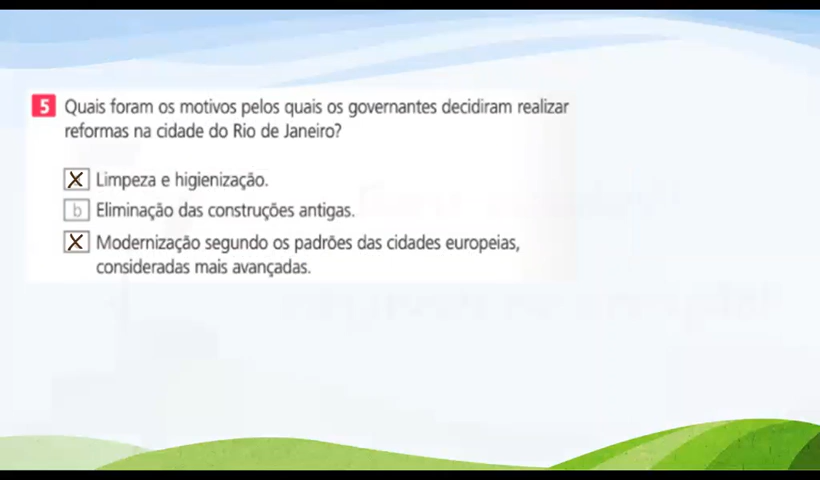 5 Quais foram os motivos pelos quais os governantes decidiram realizar
reformas na cidade do Rio de Janeiro?
X Limpeza e higienização.
b Eliminação das construções antigas.
X Modernização segundo os padrões das cidades europeias,
consideradas mais avançadas.